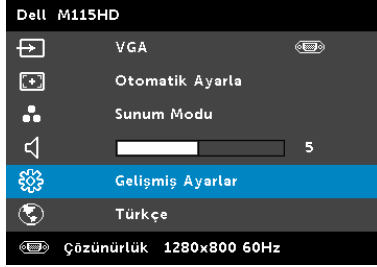 Dell M115HD
VGA
Otomatik Ayarla
Sunum Modu
5
Gelişmiş Ayarlar
Türkçe
Çözünürlük 1280x800 60Hz